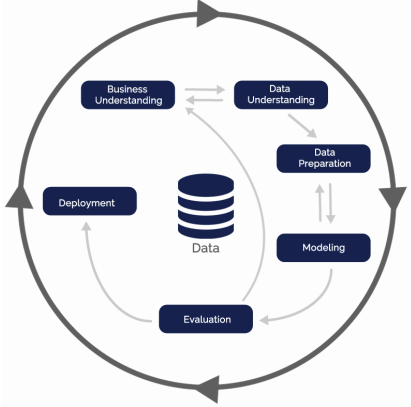 Business
Understanding
Data
Understanding
Data
Preparation
Deployment
Data
Modeling
Evaluation